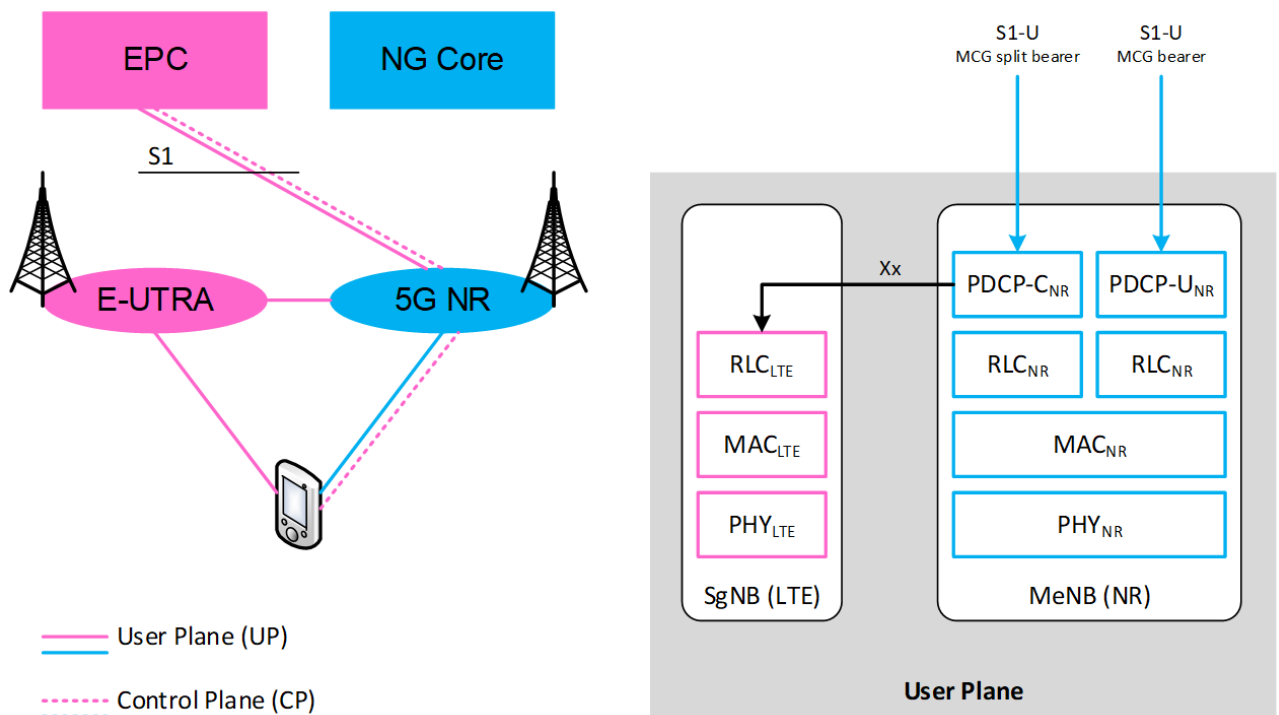 EPC
NG Core
S1
E-UTRA
5G NR
User Plane (UP)
Control Plane (CP)
S1-U
MCG split bearer
S1-U
MCG bearer
Xx
PDCP-CNR
PDCP-UNR
RLCLTE
RLCNR
RLCNR
MACLTE
MACNR
PHYLTE
PHYNR
SgNB (LTE)
MeNB (NR)
User Plane